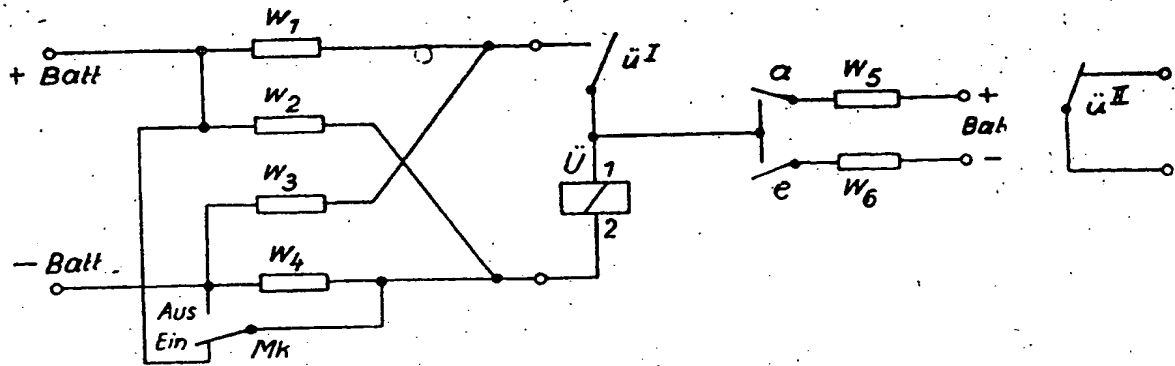 W1
+ Batt
W2
W3
- Batt
W4
Aus
Ein
Mk
üI
Ü
1
2
a
W5
+
Bat
e
-
W6
üII